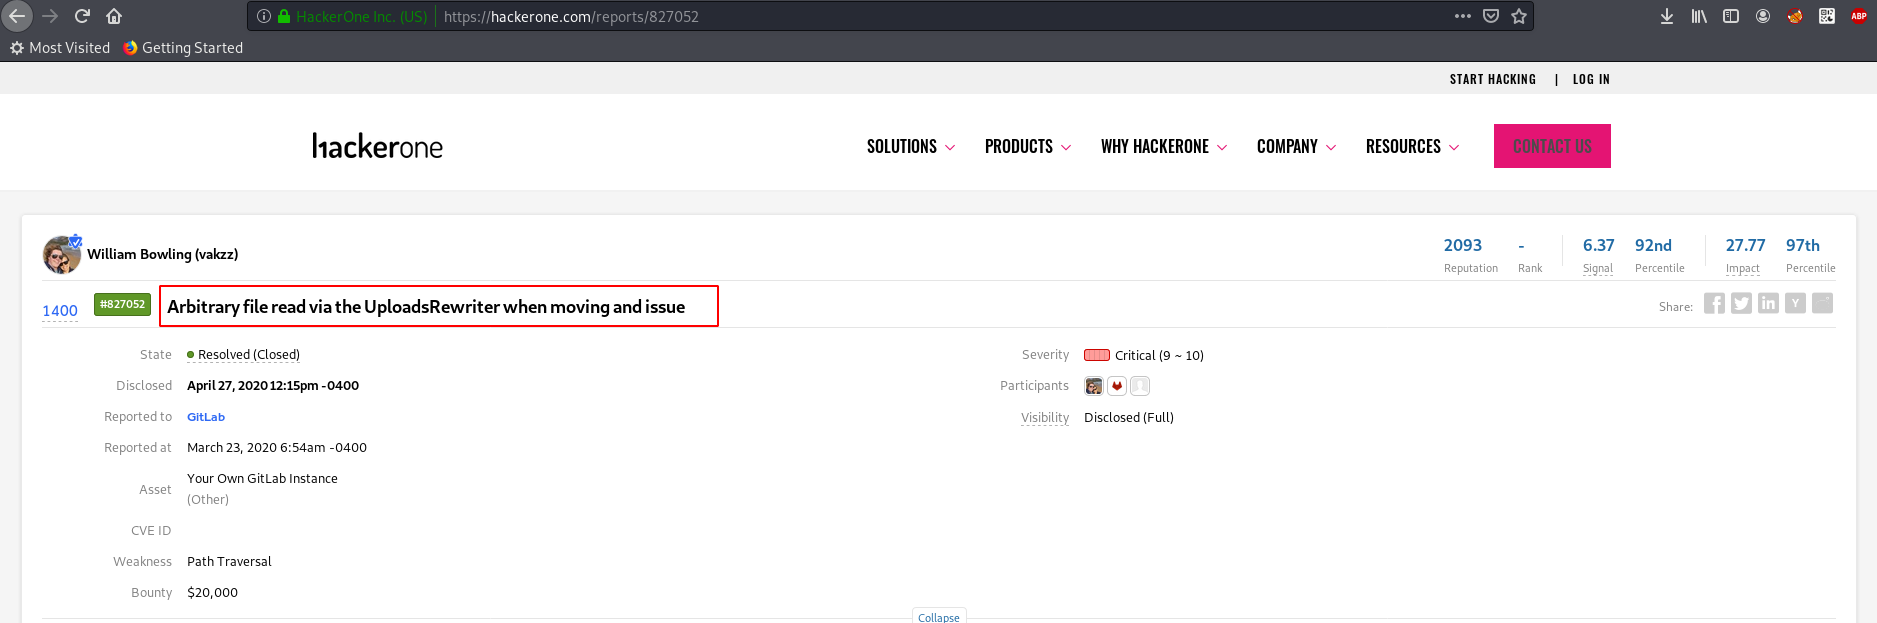 HackerOne Inc. (US) https://hackerone.com/reports/827052 ABP
Most Visited Getting Started
START HACKING | LOG IN
hackerone SOLUTIONS PRODUCTS WHY HACKERONE COMPANY RESOURCES CONTACT US
William Bowling (vakzz) 2093 - 6.37 92nd 27.77 97th
Reputation Rank Signal Percentile Impact Percentile
1400 #827052 Arbitrary file read via the UploadsRewriter when moving and issue Share: Y
State Resolved (Closed) Severity Critical (9 ~ 10)
Disclosed April 27, 2020 12:15pm -0400 Participants
Reported to GitLab Visibility Disclosed (Full)
Reported at March 23, 2020 6:54am -0400
Asset Your Own GitLab Instance
(Other)
CVE ID
Weakness Path Traversal
Bounty $20,000
Collapse